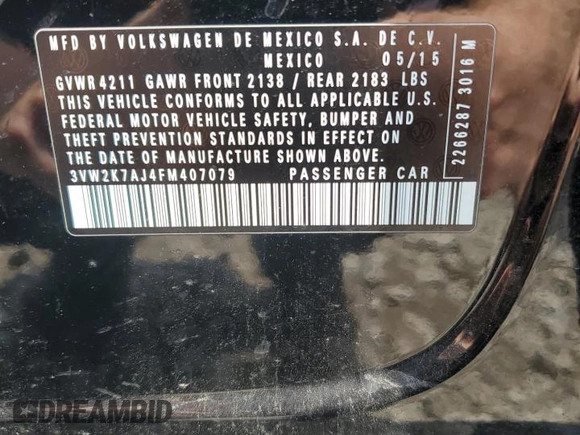 MFD BY VOLKSWAGEN DE MEXICO S.A. DE C.V.
MEXICO 05/15
GVWR 4211 GAWR FRONT 2138 / REAR 2183 LBS
THIS VEHICLE CONFORMS TO ALL APPLICABLE U.S.
FEDERAL MOTOR VEHICLE SAFETY, BUMPER AND
THEFT PREVENTION STANDARDS IN EFFECT ON
THE DATE OF MANUFACTURE SHOWN ABOVE.
3VW2K7AJ4FM407079 PASSENGER CAR
2266287 3016 M
DREAMBID